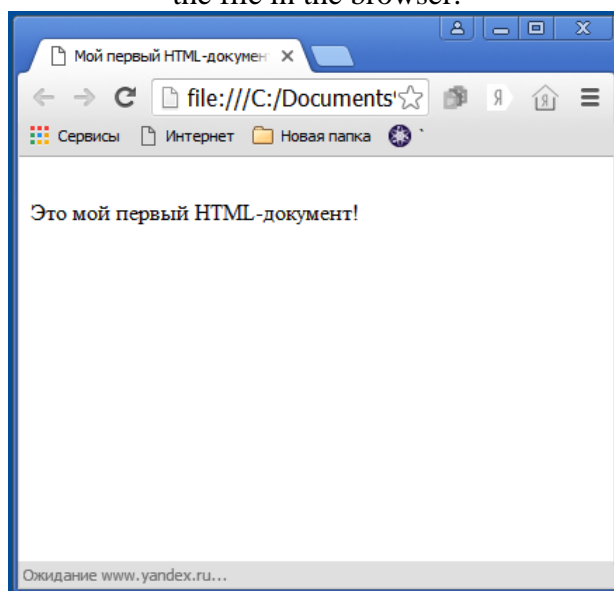 the file in the browser.
Мой первый HTML-докумен
file:///C:/Documents'
Я
Я
Сервисы Интернет Новая папка `
Это мой первый HTML-документ!
Ожидание www.yandex.ru...